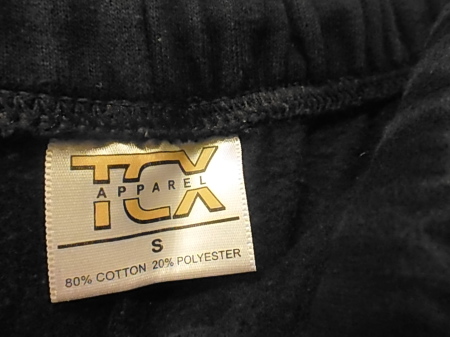 TCX
APPAREL
S
80% COTTON 20% POLYESTER